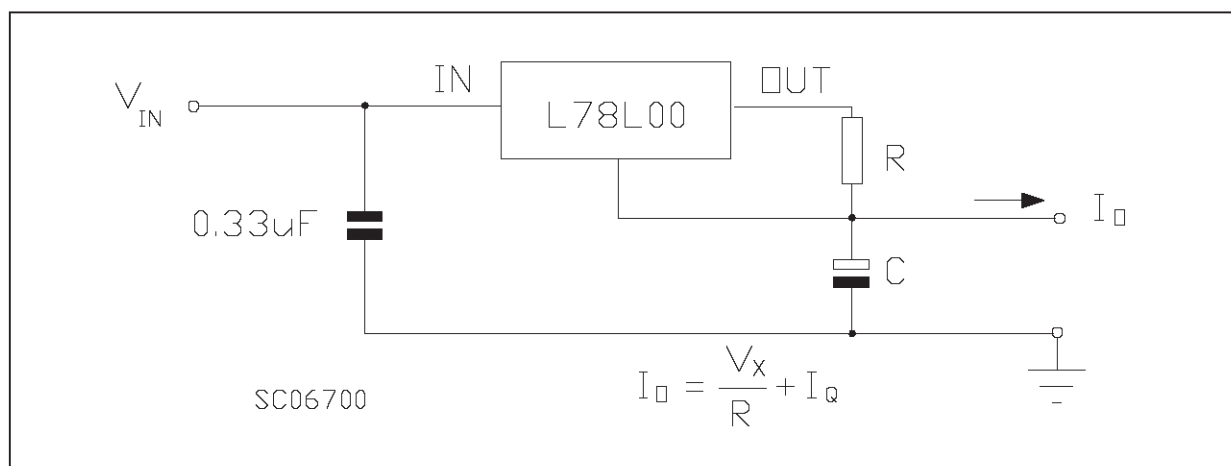 V_IN
IN
L78L00
OUT
R
I_O
0.33uF
C
I_O = V_X/R + I_Q
SC06700